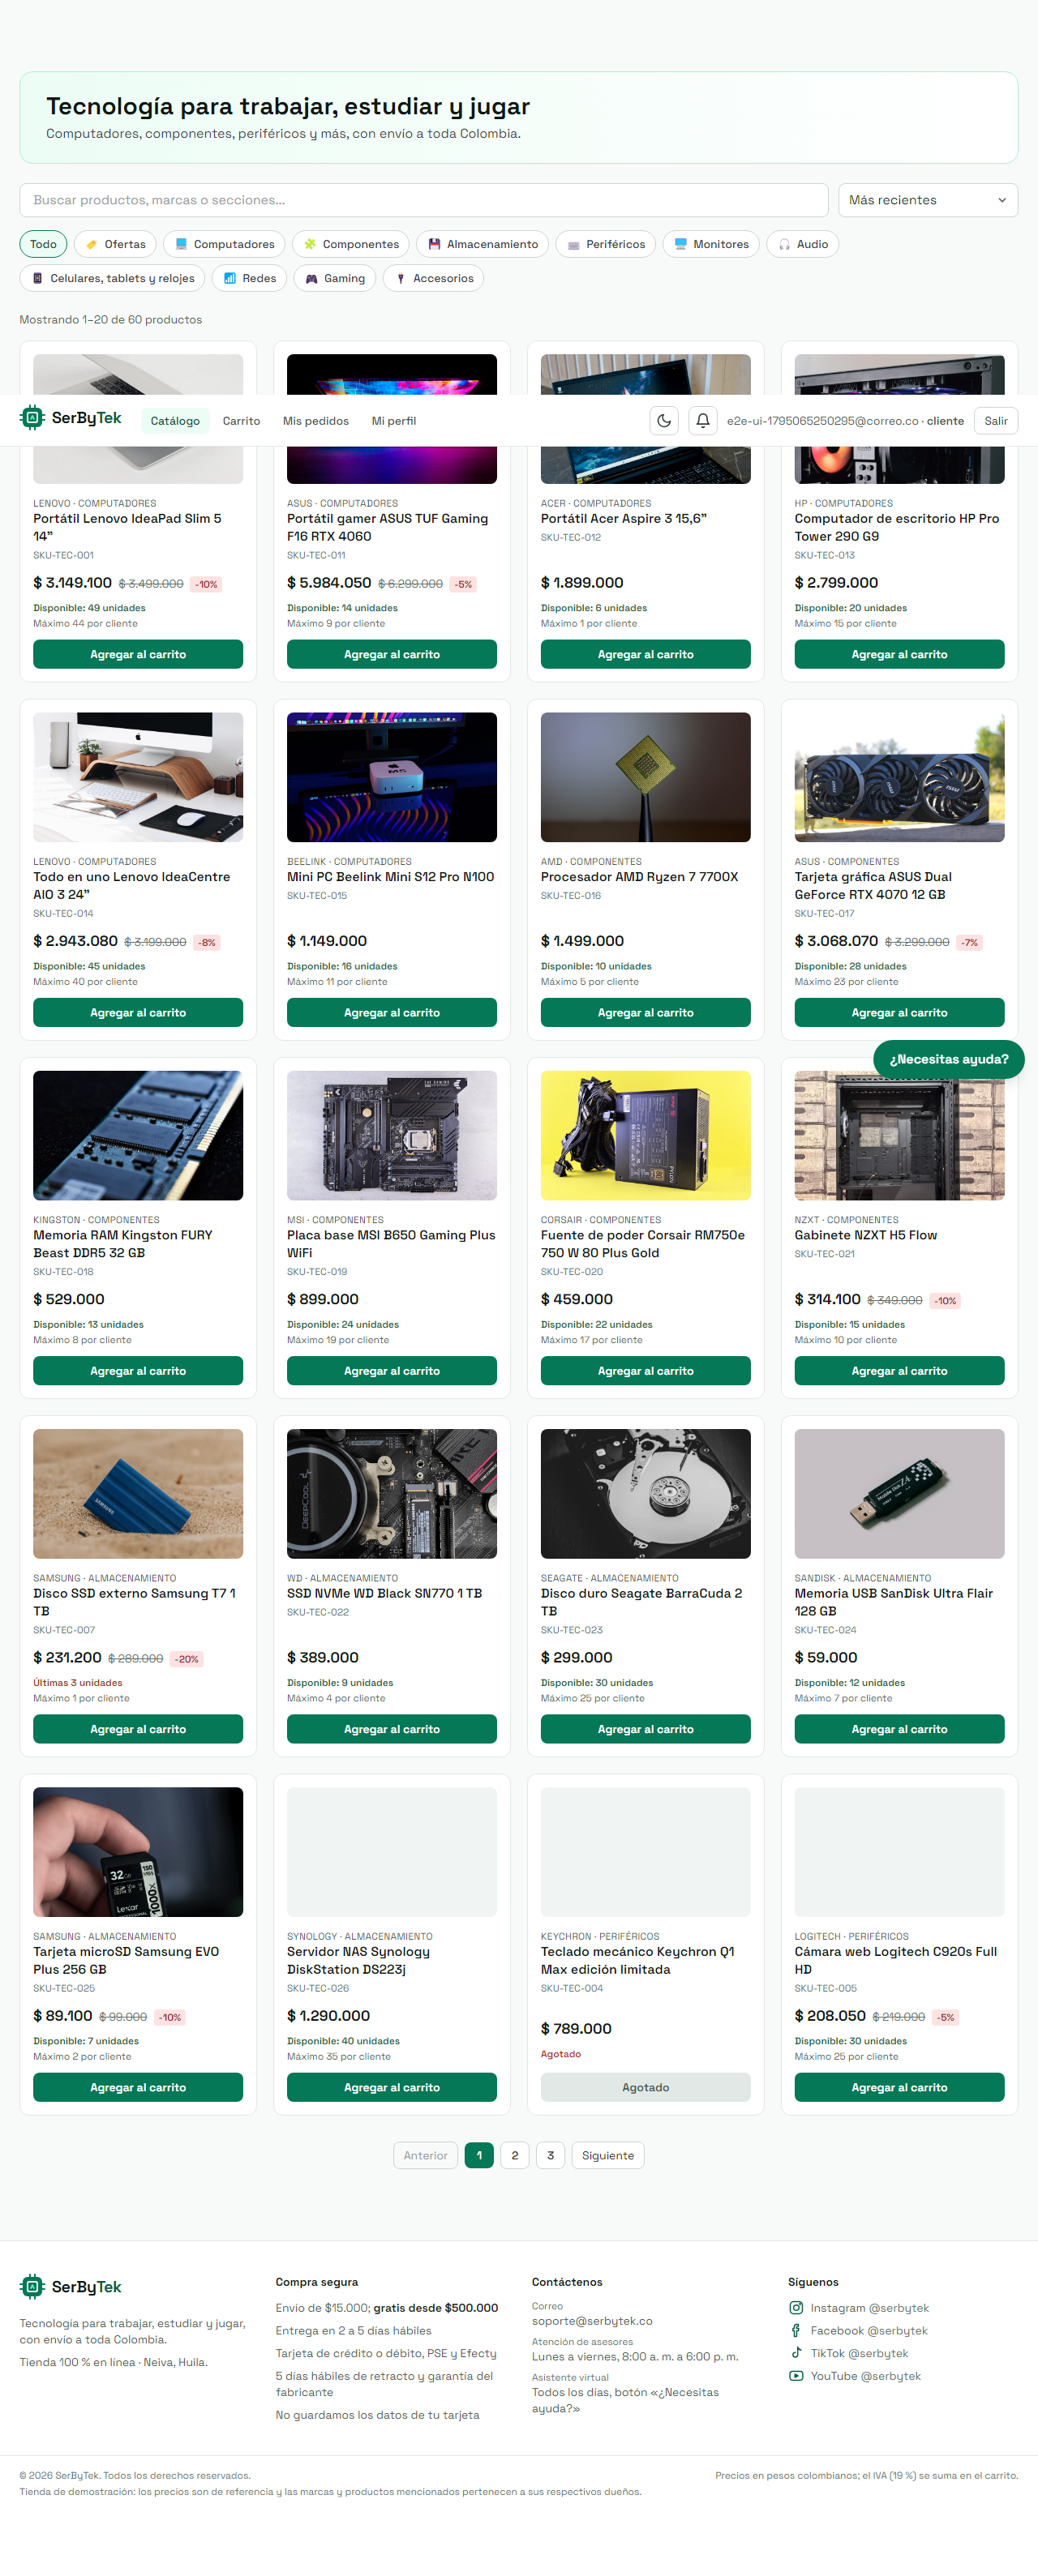 Tecnología para trabajar, estudiar y jugar
Computadores, componentes, periféricos y más, con envío a toda Colombia.
Buscar productos, marcas o secciones...
Más recientes
Todo
Ofertas
Computadores
Componentes
Almacenamiento
Periféricos
Monitores
Audio
Celulares, tablets y relojes
Redes
Gaming
Accesorios
Mostrando 1–20 de 60 productos
SerByTek
Catálogo
Carrito
Mis pedidos
Mi perfil
e2e-ui-1795065250295@correo.co · cliente
Salir
LENOVO · COMPUTADORES
Portátil Lenovo IdeaPad Slim 5
14”
SKU-TEC-001
$ 3.149.100 $ 3.499.000 -10%
Disponible: 49 unidades
Máximo 44 por cliente
Agregar al carrito
ASUS · COMPUTADORES
Portátil gamer ASUS TUF Gaming
F16 RTX 4060
SKU-TEC-011
$ 5.984.050 $ 6.299.000 -5%
Disponible: 14 unidades
Máximo 9 por cliente
Agregar al carrito
ACER · COMPUTADORES
Portátil Acer Aspire 3 15,6”
SKU-TEC-012
$ 1.899.000
Disponible: 6 unidades
Máximo 1 por cliente
Agregar al carrito
HP · COMPUTADORES
Computador de escritorio HP Pro
Tower 290 G9
SKU-TEC-013
$ 2.799.000
Disponible: 20 unidades
Máximo 15 por cliente
Agregar al carrito
LENOVO · COMPUTADORES
Todo en uno Lenovo IdeaCentre
AIO 3 24”
SKU-TEC-014
$ 2.943.080 $ 3.199.000 -8%
Disponible: 45 unidades
Máximo 40 por cliente
Agregar al carrito
BEELINK · COMPUTADORES
Mini PC Beelink Mini S12 Pro N100
SKU-TEC-015
$ 1.149.000
Disponible: 16 unidades
Máximo 11 por cliente
Agregar al carrito
AMD · COMPONENTES
Procesador AMD Ryzen 7 7700X
SKU-TEC-016
$ 1.499.000
Disponible: 10 unidades
Máximo 5 por cliente
Agregar al carrito
ASUS · COMPONENTES
Tarjeta gráfica ASUS Dual
GeForce RTX 4070 12 GB
SKU-TEC-017
$ 3.068.070 $ 3.299.000 -7%
Disponible: 28 unidades
Máximo 23 por cliente
Agregar al carrito
¿Necesitas ayuda?
KINGSTON · COMPONENTES
Memoria RAM Kingston FURY
Beast DDR5 32 GB
SKU-TEC-018
$ 529.000
Disponible: 13 unidades
Máximo 8 por cliente
Agregar al carrito
MSI · COMPONENTES
Placa base MSI B650 Gaming Plus
WiFi
SKU-TEC-019
$ 899.000
Disponible: 24 unidades
Máximo 19 por cliente
Agregar al carrito
CORSAIR · COMPONENTES
Fuente de poder Corsair RM750e
750 W 80 Plus Gold
SKU-TEC-020
$ 459.000
Disponible: 22 unidades
Máximo 17 por cliente
Agregar al carrito
NZXT · COMPONENTES
Gabinete NZXT H5 Flow
SKU-TEC-021
$ 314.100 $ 349.000 -10%
Disponible: 15 unidades
Máximo 10 por cliente
Agregar al carrito
SAMSUNG
SAMSUNG · ALMACENAMIENTO
Disco SSD externo Samsung T7 1
TB
SKU-TEC-007
$ 231.200 $ 289.000 -20%
Últimas 3 unidades
Máximo 1 por cliente
Agregar al carrito
DEEPCOOL
WD · ALMACENAMIENTO
SSD NVMe WD Black SN770 1 TB
SKU-TEC-022
$ 389.000
Disponible: 9 unidades
Máximo 4 por cliente
Agregar al carrito
SEAGATE · ALMACENAMIENTO
Disco duro Seagate BarraCuda 2
TB
SKU-TEC-023
$ 299.000
Disponible: 30 unidades
Máximo 25 por cliente
Agregar al carrito
SANDISK · ALMACENAMIENTO
Memoria USB SanDisk Ultra Flair
128 GB
SKU-TEC-024
$ 59.000
Disponible: 12 unidades
Máximo 7 por cliente
Agregar al carrito
32
Lexar
PROFESSIONAL
1000x
150
SAMSUNG · ALMACENAMIENTO
Tarjeta microSD Samsung EVO
Plus 256 GB
SKU-TEC-025
$ 89.100 $ 99.000 -10%
Disponible: 7 unidades
Máximo 2 por cliente
Agregar al carrito
SYNOLOGY · ALMACENAMIENTO
Servidor NAS Synology
DiskStation DS223j
SKU-TEC-026
$ 1.290.000
Disponible: 40 unidades
Máximo 35 por cliente
Agregar al carrito
KEYCHRON · PERIFÉRICOS
Teclado mecánico Keychron Q1
Max edición limitada
SKU-TEC-004
$ 789.000
Agotado
Agotado
LOGITECH · PERIFÉRICOS
Cámara web Logitech C920s Full
HD
SKU-TEC-005
$ 208.050 $ 219.000 -5%
Disponible: 30 unidades
Máximo 25 por cliente
Agregar al carrito
Anterior 1 2 3 Siguiente
SerByTek
Tecnología para trabajar, estudiar y jugar,
con envío a toda Colombia.
Tienda 100 % en línea · Neiva, Huila.
Compra segura
Envío de $15.000; gratis desde $500.000
Entrega en 2 a 5 días hábiles
Tarjeta de crédito o débito, PSE y Efecty
5 días hábiles de retracto y garantía del
fabricante
No guardamos los datos de tu tarjeta
Contáctenos
Correo
soporte@serbytek.co
Atención de asesores
Lunes a viernes, 8:00 a. m. a 6:00 p. m.
Asistente virtual
Todos los días, botón «¿Necesitas
ayuda?»
Síguenos
Instagram @serbytek
Facebook @serbytek
TikTok @serbytek
YouTube @serbytek
© 2026 SerByTek. Todos los derechos reservados.
Precios en pesos colombianos; el IVA (19 %) se suma en el carrito.
Tienda de demostración: los precios son de referencia y las marcas y productos mencionados pertenecen a sus respectivos dueños.